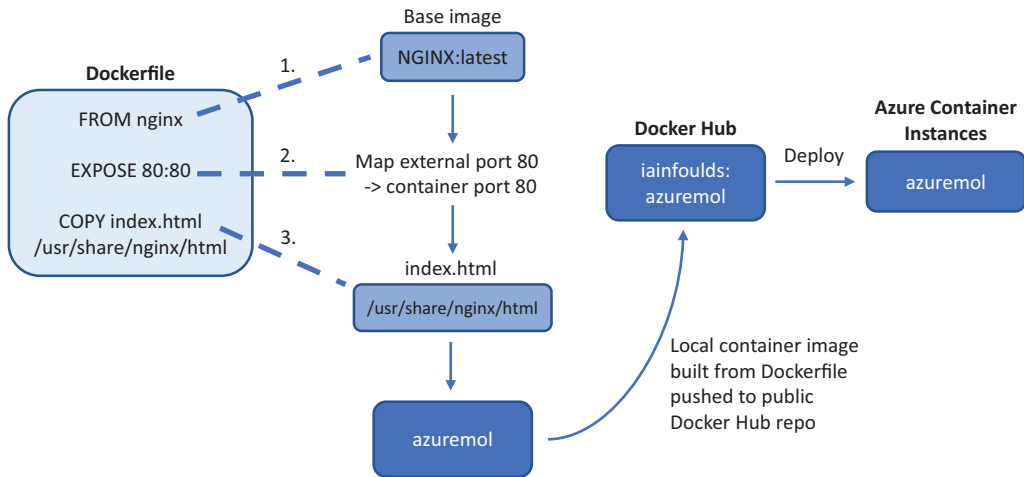 Base image
NGINX:latest
1.
Dockerfile
FROM nginx
EXPOSE 80:80
COPY index.html
/usr/share/nginx/html
2.
Map external port 80
-> container port 80
3.
index.html
/usr/share/nginx/html
azuremol
Docker Hub
iainfoulds:
azuremol
Deploy
Azure Container
Instances
azuremol
Local container image
built from Dockerfile
pushed to public
Docker Hub repo